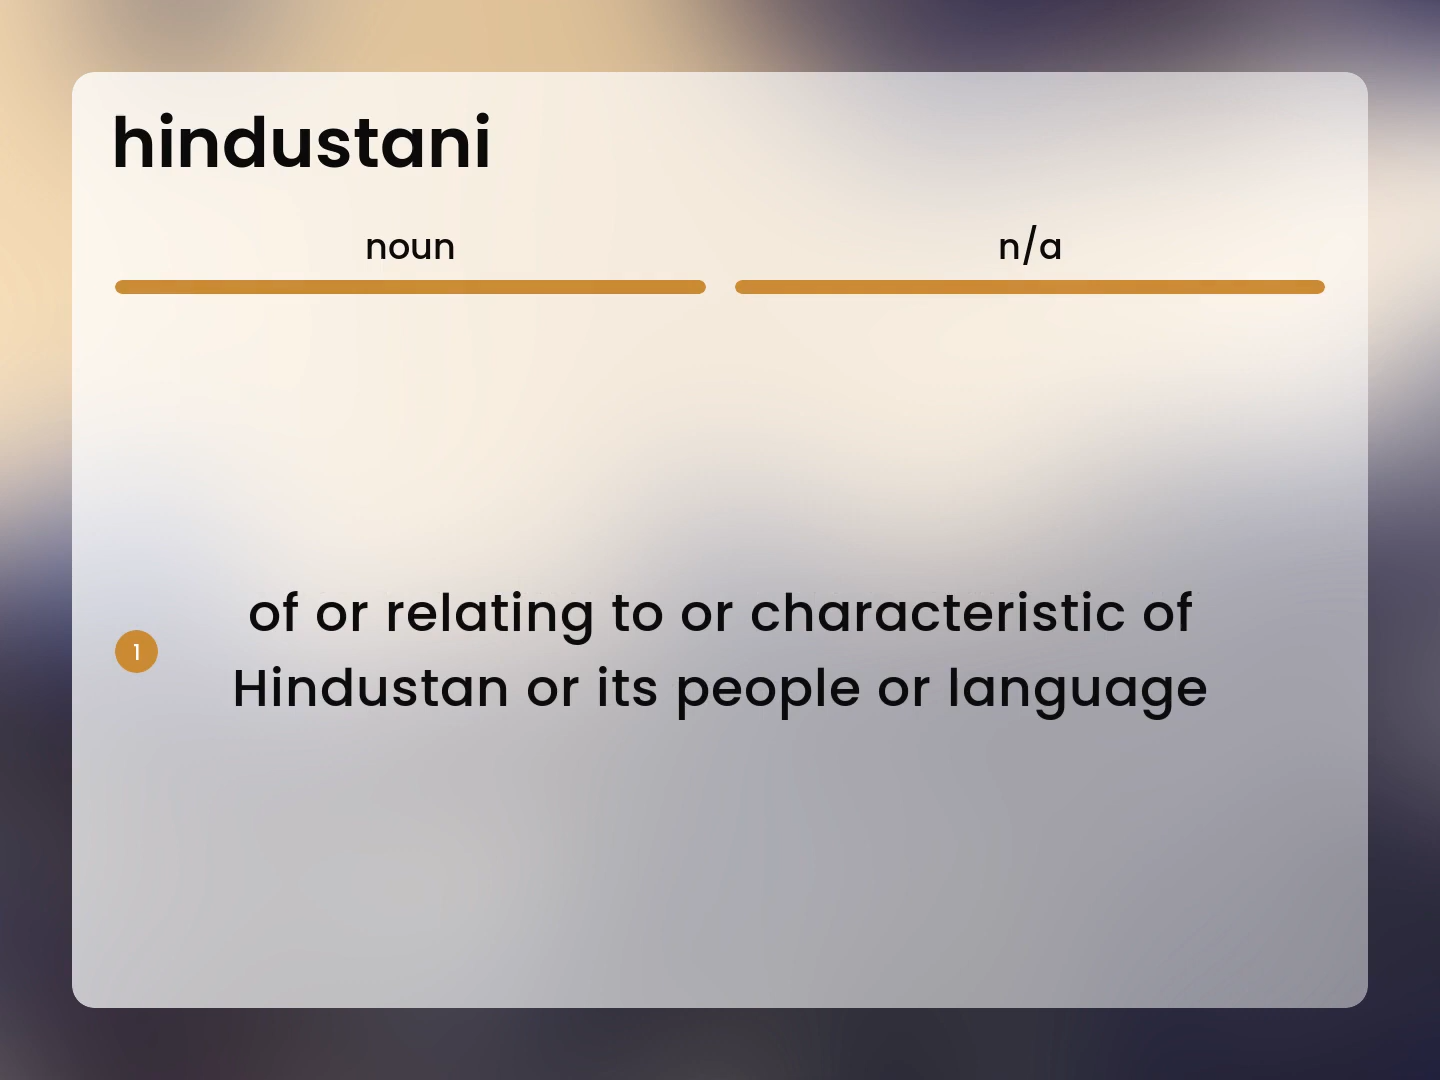 hindustani
noun
n/a
1
of or relating to or characteristic of
Hindustan or its people or language